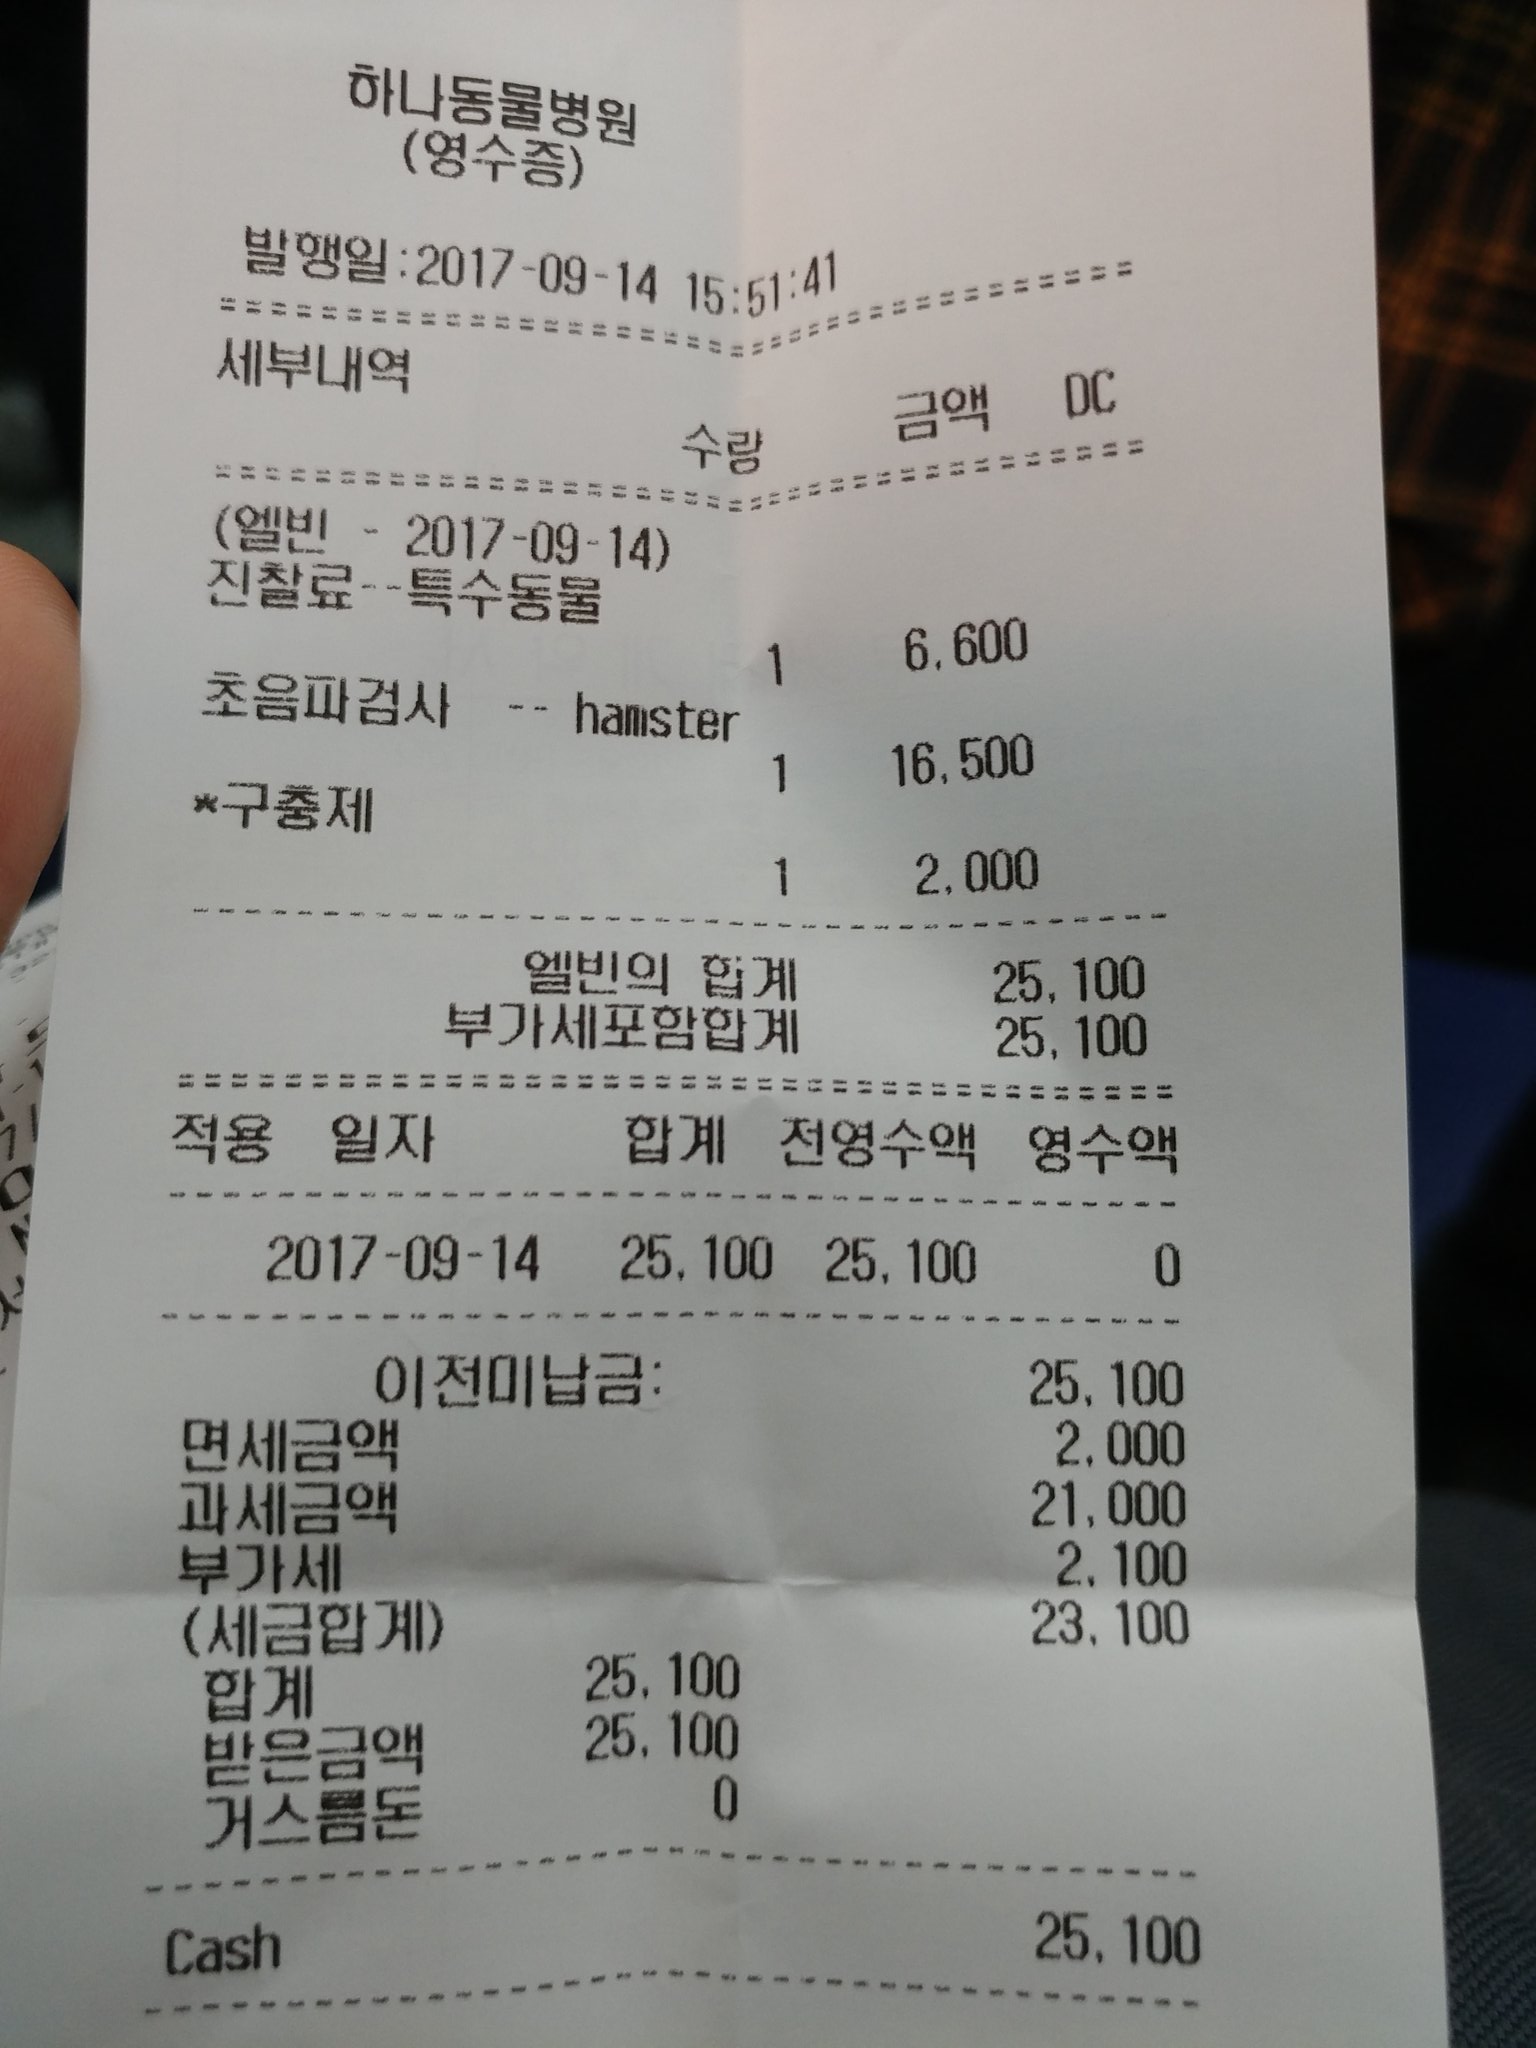 하나동물병원
(영수증)
발행일:2017-09-14 15:51:41
세부내역
수량 금액 DC
(엘빈 - 2017-09-14)
진찰료--특수동물
1 6,600
초음파검사 -- hamster
1 16,500
*구충제
1 2,000
엘빈의 합계 25,100
부가세포함합계 25,100
적용 일자 합계 전영수액 영수액
2017-09-14 25,100 25,100 0
이전미납금: 25,100
면세금액 2,000
과세금액 21,000
부가세 2,100
(세금합계) 23,100
합계 25,100
받은금액 25,100
거스름돈 0
Cash 25,100